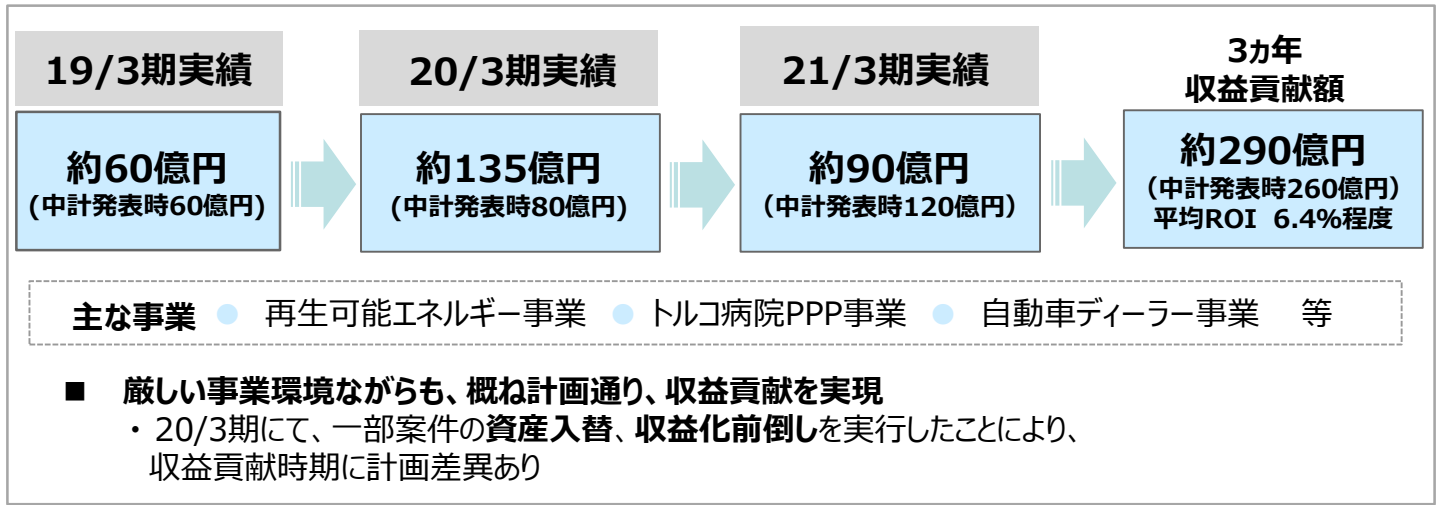 19/3期実績
20/3期実績
21/3期実績
3ヵ年
収益貢献額
約60億円
(中計発表時60億円)
約135億円
(中計発表時80億円)
約90億円
（中計発表時120億円）
約290億円
（中計発表時260億円）
平均ROI 6.4%程度
主な事業 ● 再生可能エネルギー事業 ● トルコ病院PPP事業 ● 自動車ディーラー事業 等
■ 厳しい事業環境ながらも、概ね計画通り、収益貢献を実現
・20/3期にて、一部案件の資産入替、収益化前倒しを実行したことにより、
収益貢献時期に計画差異あり